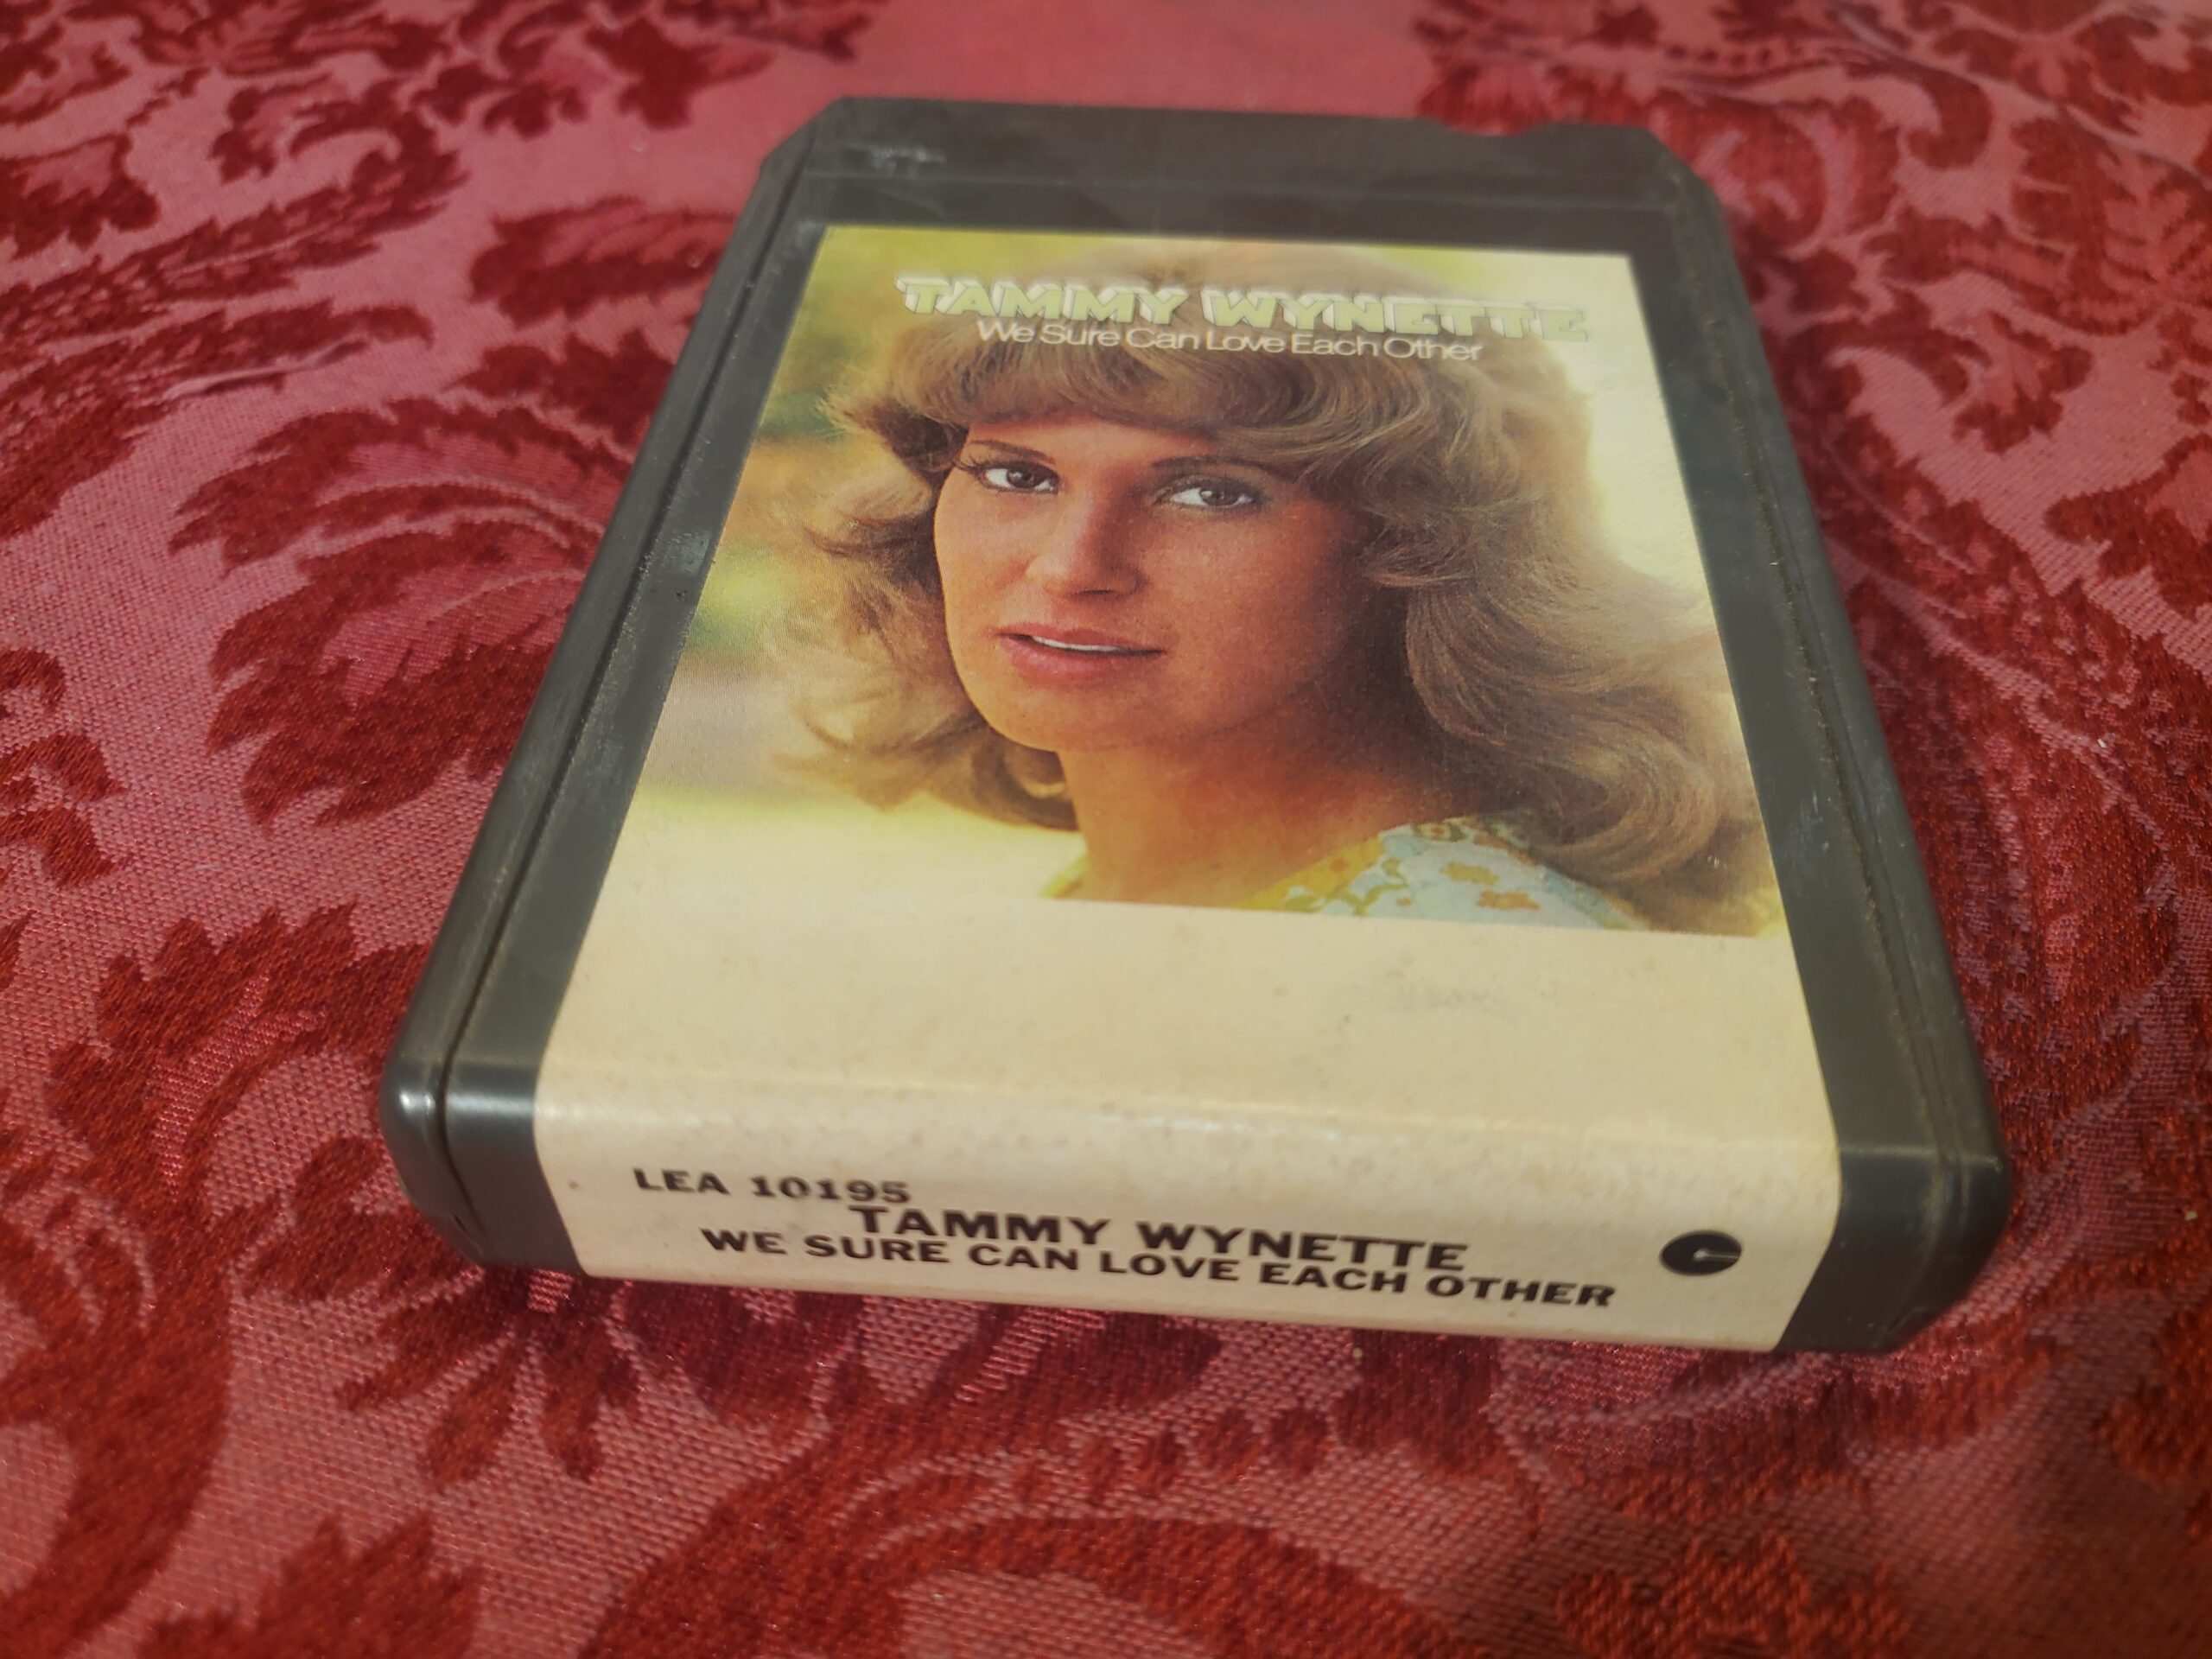 TAMMY WYNETTE
We Sure Can Love Each Other
LEA 10195
TAMMY WYNETTE
WE SURE CAN LOVE EACH OTHER